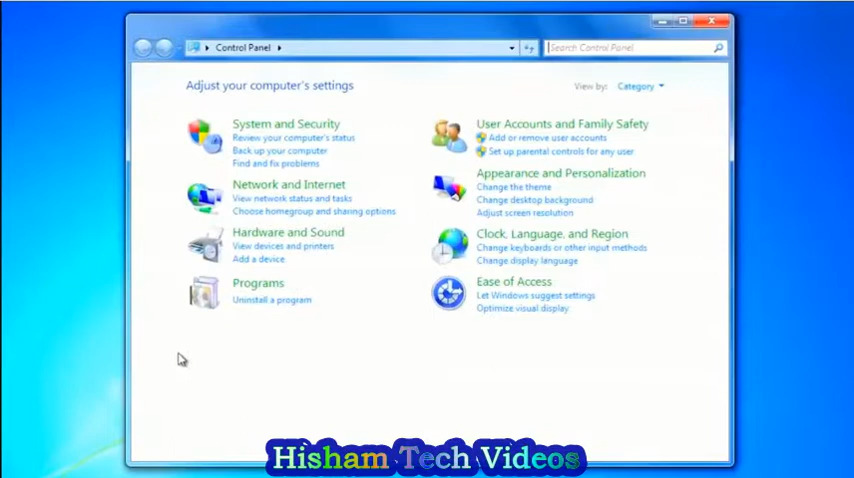 Control Panel
Search Control Panel
Adjust your computer's settings
View by: Category
System and Security
Review your computer's status
Back up your computer
Find and fix problems
Network and Internet
View network status and tasks
Choose homegroup and sharing options
Hardware and Sound
View devices and printers
Add a device
Programs
Uninstall a program
User Accounts and Family Safety
Add or remove user accounts
Set up parental controls for any user
Appearance and Personalization
Change the theme
Change desktop background
Adjust screen resolution
Clock, Language, and Region
Change keyboards or other input methods
Change display language
Ease of Access
Let Windows suggest settings
Optimize visual display
Hisham Tech Videos